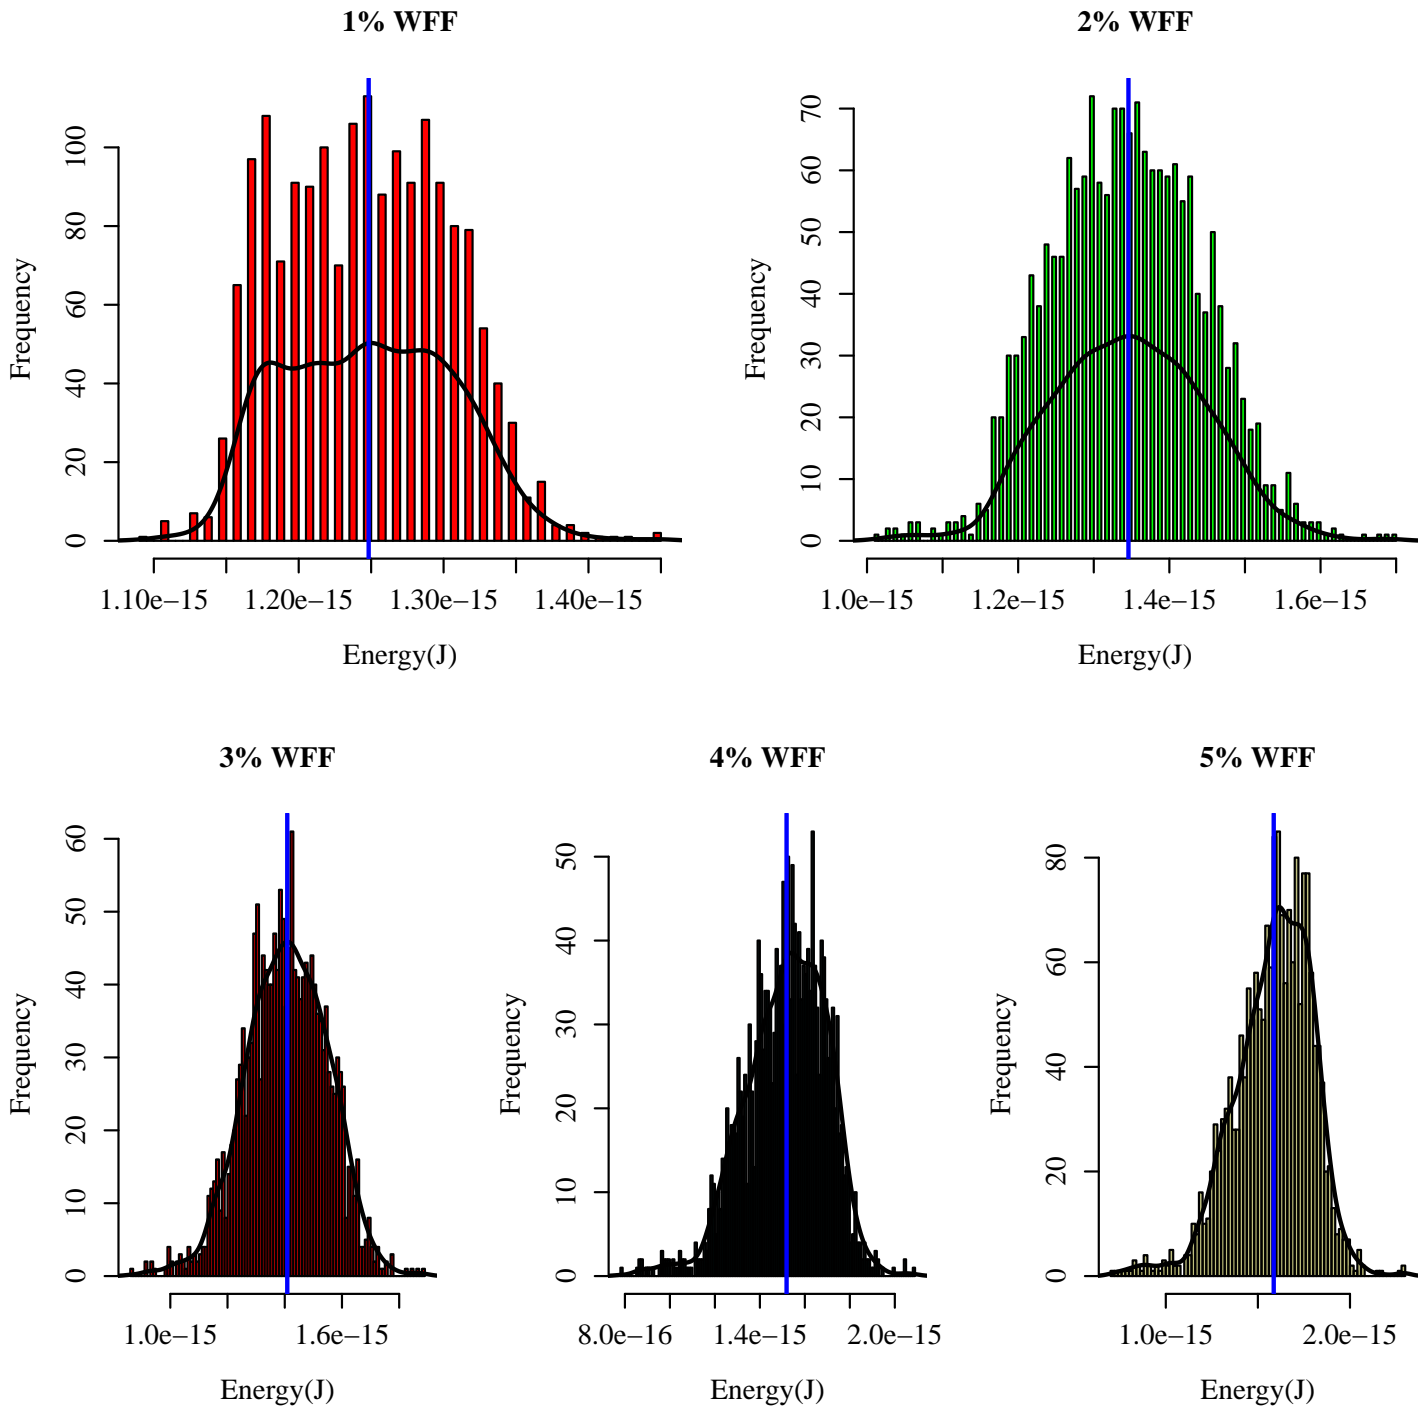 1% WFF
Frequency
0 20 40 60 80 100
1.10e−15 1.20e−15 1.30e−15 1.40e−15
Energy(J)
2% WFF
Frequency
0 10 20 30 40 50 60 70
1.0e−15 1.2e−15 1.4e−15 1.6e−15
Energy(J)
3% WFF
Frequency
0 10 20 30 40 50 60
1.0e−15 1.6e−15
Energy(J)
4% WFF
Frequency
0 10 20 30 40 50
8.0e−16 1.4e−15 2.0e−15
Energy(J)
5% WFF
Frequency
0 20 40 60 80
1.0e−15 2.0e−15
Energy(J)